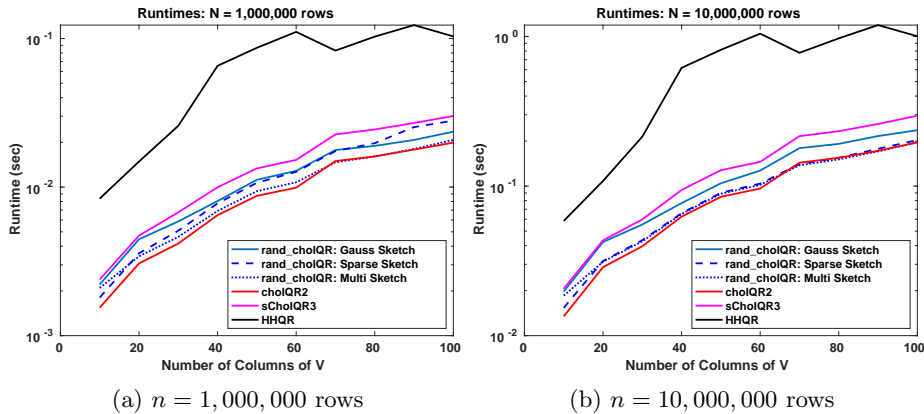 Runtimes: N = 1,000,000 rows
10^-1
10^-2
10^-3
Runtime (sec)
rand_cholQR: Gauss Sketch
rand_cholQR: Sparse Sketch
rand_cholQR: Multi Sketch
cholQR2
sCholQR3
HHQR
0 20 40 60 80 100
Number of Columns of V
(a) n = 1,000,000 rows
Runtimes: N = 10,000,000 rows
10^0
10^-1
10^-2
Runtime (sec)
rand_cholQR: Gauss Sketch
rand_cholQR: Sparse Sketch
rand_cholQR: Multi Sketch
cholQR2
sCholQR3
HHQR
0 20 40 60 80 100
Number of Columns of V
(b) n = 10,000,000 rows